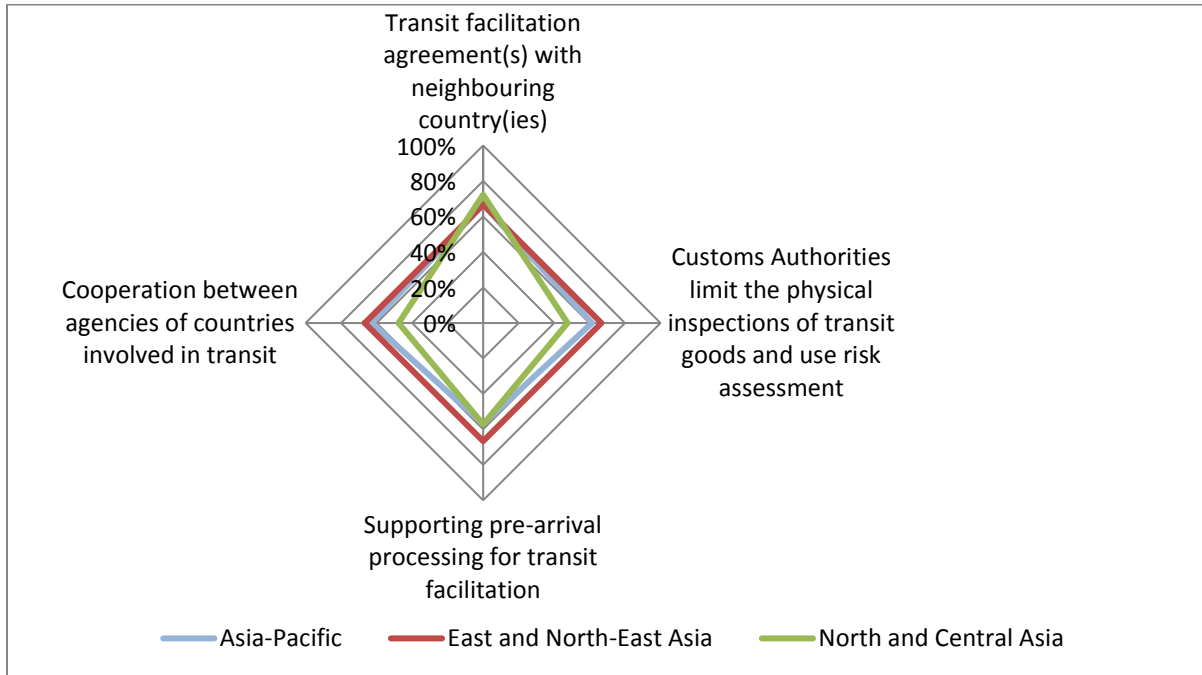 Transit facilitation
agreement(s) with
neighbouring
country(ies)
100%
80%
60%
40%
20%
0%
Customs Authorities
limit the physical
inspections of transit
goods and use risk
assessment
Cooperation between
agencies of countries
involved in transit
Supporting pre-arrival
processing for transit
facilitation
Asia-Pacific
East and North-East Asia
North and Central Asia